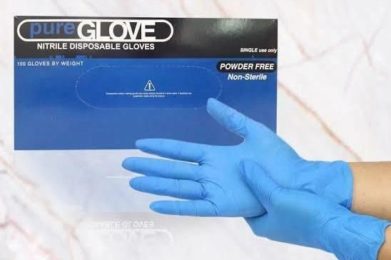 pureGLOVE
NITRILE DISPOSABLE GLOVES
SINGLE use only
100 GLOVES BY WEIGHT
POWDER FREE
Non-Sterile